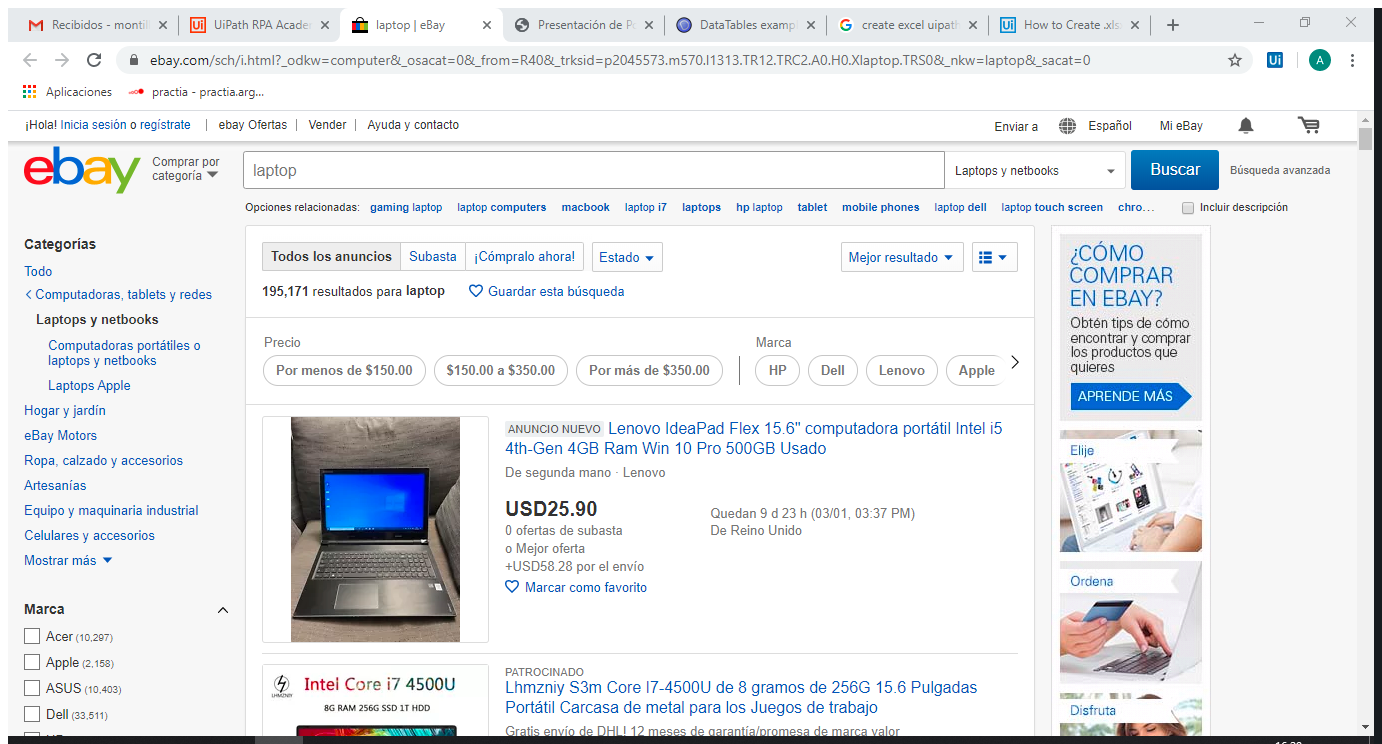 Recibidos - montil
UiPath RPA Acade
laptop | eBay
Presentación de Po
DataTables examp
create excel uipath
How to Create .xls
ebay.com/sch/i.html?_odkw=computer&_osacat=0&_from=R40&_trksid=p2045573.m570.l1313.TR12.TRC2.A0.H0.Xlaptop.TRS0&_nkw=laptop&_sacat=0
Aplicaciones
practia - practia.arg...
¡Hola! Inicia sesión o regístrate
ebay Ofertas
Vender
Ayuda y contacto
Enviar a
Español
Mi eBay
ebay
Comprar por
categoría
laptop
Laptops y netbooks
Buscar
Búsqueda avanzada
Opciones relacionadas: gaming laptop laptop computers macbook laptop i7 laptops hp laptop tablet mobile phones laptop dell laptop touch screen chro...
Incluir descripción
Categorías
Todo
Computadoras, tablets y redes
Laptops y netbooks
Computadoras portátiles o
laptops y netbooks
Laptops Apple
Hogar y jardín
eBay Motors
Ropa, calzado y accesorios
Artesanías
Equipo y maquinaria industrial
Celulares y accesorios
Mostrar más
Marca
Acer (10,297)
Apple (2,158)
ASUS (10,403)
Dell (33,511)
Todos los anuncios
Subasta
¡Cómpralo ahora!
Estado
Mejor resultado
195,171 resultados para laptop
Guardar esta búsqueda
Precio
Por menos de $150.00
$150.00 a $350.00
Por más de $350.00
Marca
HP
Dell
Lenovo
Apple
ANUNCIO NUEVO Lenovo IdeaPad Flex 15.6" computadora portátil Intel i5
4th-Gen 4GB Ram Win 10 Pro 500GB Usado
De segunda mano · Lenovo
USD25.90
0 ofertas de subasta
o Mejor oferta
+USD58.28 por el envío
Marcar como favorito
Quedan 9 d 23 h (03/01, 03:37 PM)
De Reino Unido
LHMZNIY
Intel Core i7 4500U
8G RAM 256G SSD 1T HDD
PATROCINADO
Lhmzniy S3m Core I7-4500U de 8 gramos de 256G 15.6 Pulgadas
Portátil Carcasa de metal para los Juegos de trabajo
Gratis envío de DHL! 12 meses de garantía/promesa de marca valor
¿CÓMO
COMPRAR
EN EBAY?
Obtén tips de cómo
encontrar y comprar
los productos que
quieres
APRENDE MÁS
Elije
Ordena
Disfruta